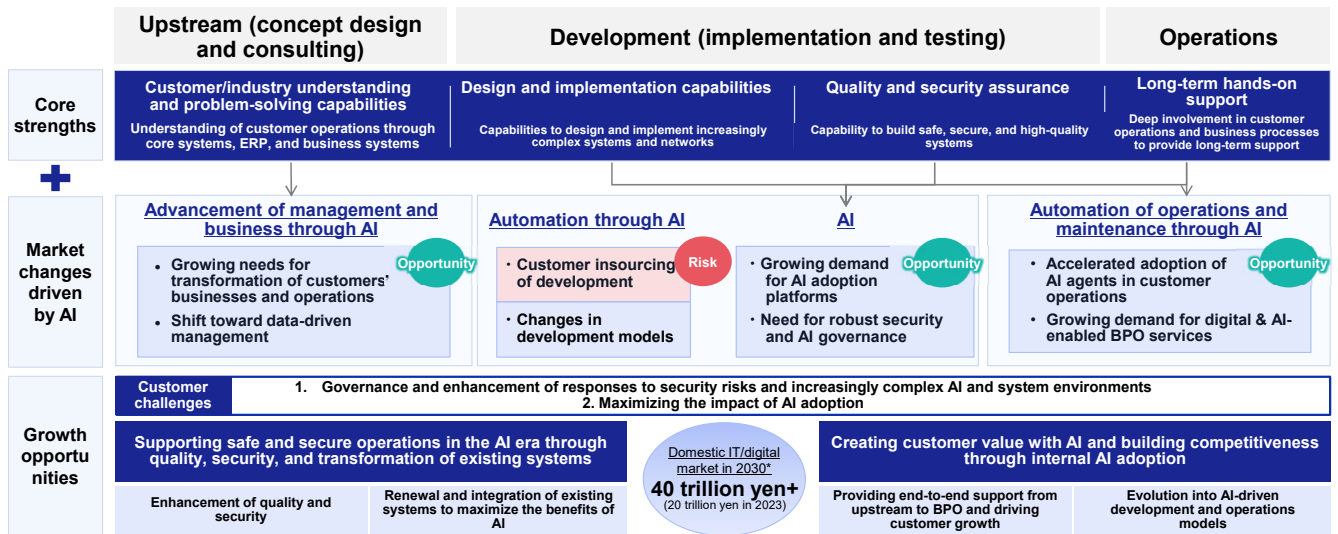 Upstream (concept design
and consulting)
Development (implementation and testing)
Operations
Core
strengths
Customer/industry understanding
and problem-solving capabilities
Understanding of customer operations through
core systems, ERP, and business systems
Design and implementation capabilities
Capabilities to design and implement increasingly
complex systems and networks
Quality and security assurance
Capability to build safe, secure, and high-quality
systems
Long-term hands-on
support
Deep involvement in customer
operations and business processes
to provide long-term support
Market
changes
driven
by AI
Advancement of management and
business through AI
Opportunity
• Growing needs for
transformation of customers'
businesses and operations
• Shift toward data-driven
management
Automation through AI
Risk
・Customer insourcing
of development
・Changes in
development models
AI
Opportunity
・Growing demand
for AI adoption
platforms
・Need for robust security
and AI governance
Automation of operations and
maintenance through AI
Opportunity
• Accelerated adoption of
AI agents in customer
operations
• Growing demand for digital & AI-
enabled BPO services
Growth
opportu
nities
Customer
challenges
1. Governance and enhancement of responses to security risks and increasingly complex AI and system environments
2. Maximizing the impact of AI adoption
Supporting safe and secure operations in the AI era through
quality, security, and transformation of existing systems
Enhancement of quality and
security
Renewal and integration of existing
systems to maximize the benefits of
AI
Domestic IT/digital
market in 2030*
40 trillion yen+
(20 trillion yen in 2023)
Creating customer value with AI and building competitiveness
through internal AI adoption
Providing end-to-end support from
upstream to BPO and driving
customer growth
Evolution into AI-driven
development and operations
models